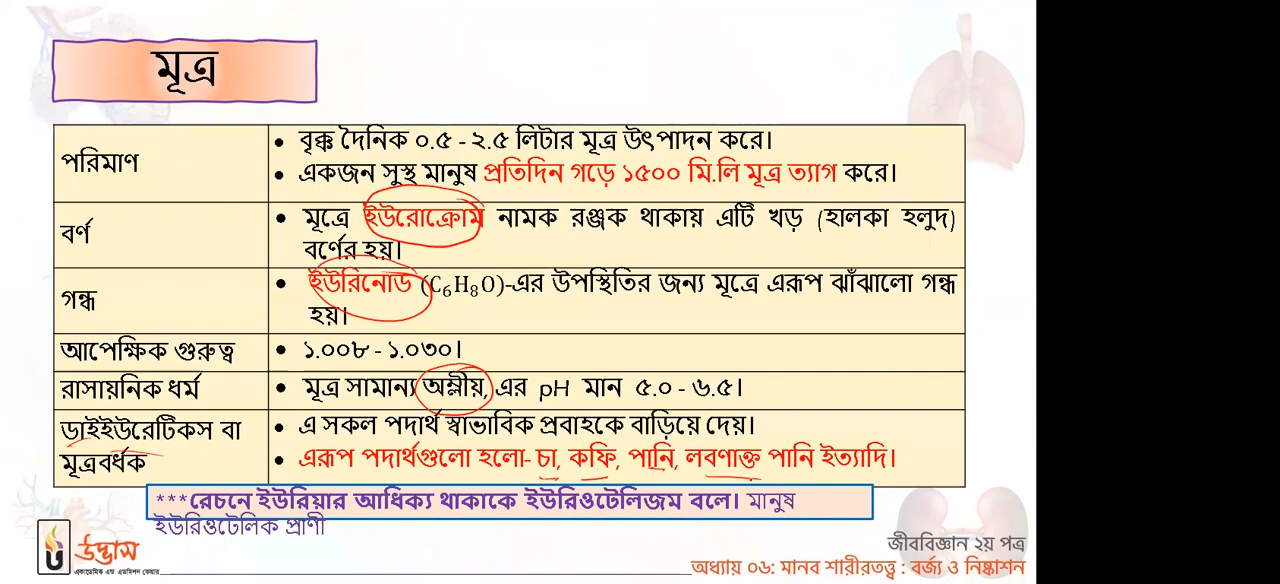 মূত্র
পরিমাণ
• বৃক্ক দৈনিক ০.৫ - ২.৫ লিটার মূত্র উৎপাদন করে।
• একজন সুস্থ মানুষ প্রতিদিন গড়ে ১৫০০ মি.লি মূত্র ত্যাগ করে।
বর্ণ
• মূত্রে ইউরোক্রোম নামক রঞ্জক থাকায় এটি খড় (হালকা হলুদ)
বর্ণের হয়।
গন্ধ
• ইউরিনোড (C₆H₈O)-এর উপস্থিতির জন্য মূত্রে এরূপ ঝাঁঝালো গন্ধ
হয়।
আপেক্ষিক গুরুত্ব
• ১.০০৮ - ১.০৩০।
রাসায়নিক ধর্ম
• মূত্র সামান্য অম্লীয়, এর pH মান ৫.০ - ৬.৫।
ডাইইউরেটিকস বা
মূত্রবর্ধক
• এ সকল পদার্থ স্বাভাবিক প্রবাহকে বাড়িয়ে দেয়।
• এরূপ পদার্থগুলো হলো- চা, কফি, পানি, লবণাক্ত পানি ইত্যাদি।
***রেচনে ইউরিয়ার আধিক্য থাকাকে ইউরিওটেলিজম বলে। মানুষ
ইউরিওটেলিক প্রাণী
উদ্ভাস
একাডেমিক এন্ড এডমিশন কেয়ার
জীববিজ্ঞান ২য় পত্র
অধ্যায় ০৬: মানব শারীরতত্ত্ব : বর্জ্য ও নিষ্কাশন